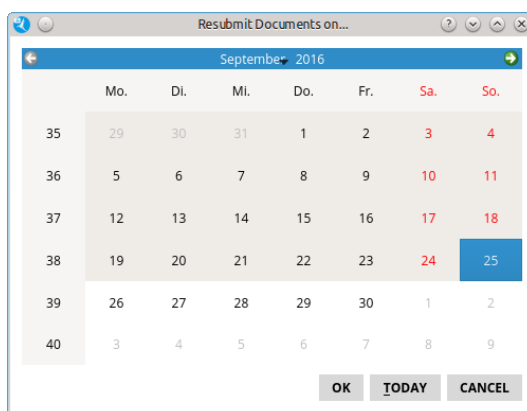 Resubmit Documents on...
September 2016
Mo. Di. Mi. Do. Fr. Sa. So.
35 29 30 31 1 2 3 4
36 5 6 7 8 9 10 11
37 12 13 14 15 16 17 18
38 19 20 21 22 23 24 25
39 26 27 28 29 30 1 2
40 3 4 5 6 7 8 9
OK TODAY CANCEL